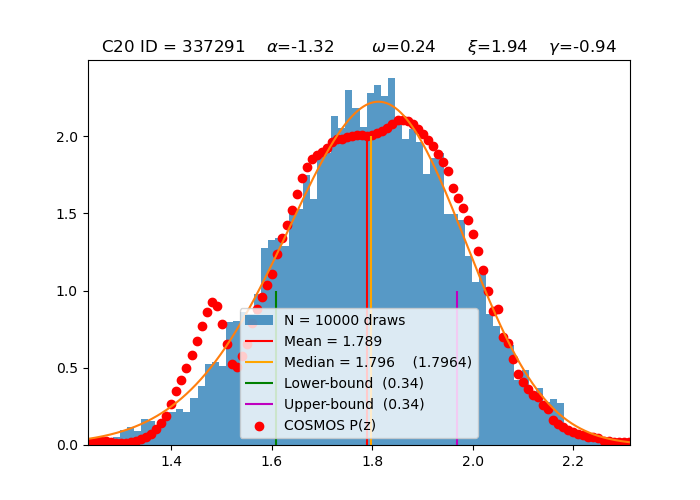 C20 ID = 337291 α=-1.32 ω=0.24 ξ=1.94 γ=-0.94
2.0
1.5
1.0
0.5
0.0
N = 10000 draws
Mean = 1.789
Median = 1.796 (1.7964)
Lower-bound (0.34)
Upper-bound (0.34)
COSMOS P(z)
1.4 1.6 1.8 2.0 2.2